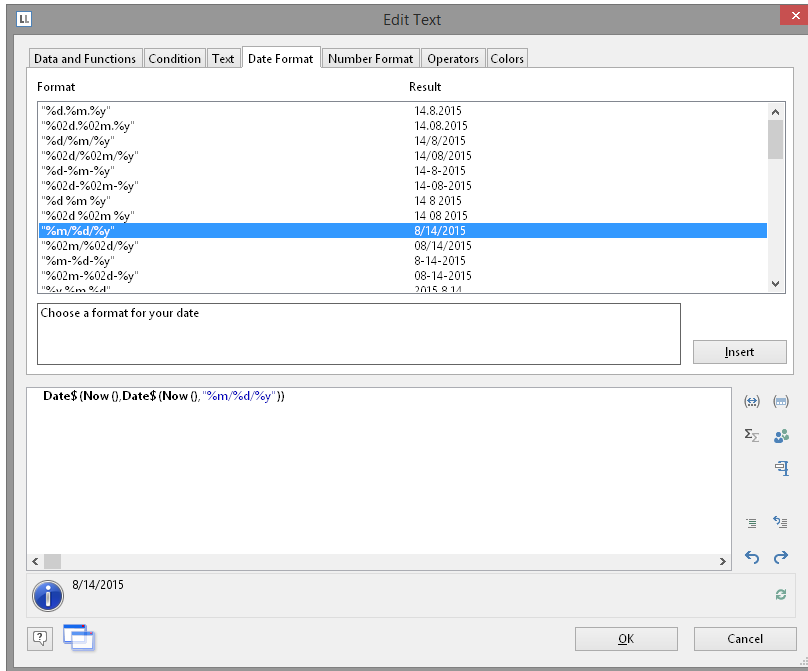 LL
Edit Text
Data and Functions Condition Text Date Format Number Format Operators Colors
Format Result
"%d.%m.%y" 14.8.2015
"%02d.%02m.%y" 14.08.2015
"%d/%m/%y" 14/8/2015
"%02d/%02m/%y" 14/08/2015
"%d-%m-%y" 14-8-2015
"%02d-%02m-%y" 14-08-2015
"%d %m %y" 14 8 2015
"%02d %02m %y" 14 08 2015
"%m/%d/%y" 8/14/2015
"%02m/%02d/%y" 08/14/2015
"%m-%d-%y" 8-14-2015
"%02m-%02d-%y" 08-14-2015
"%y.%m.%d" 2015.8.14
Choose a format for your date
Insert
Date$ (Now (),Date$ (Now (),"%m/%d/%y"))
8/14/2015
OK Cancel